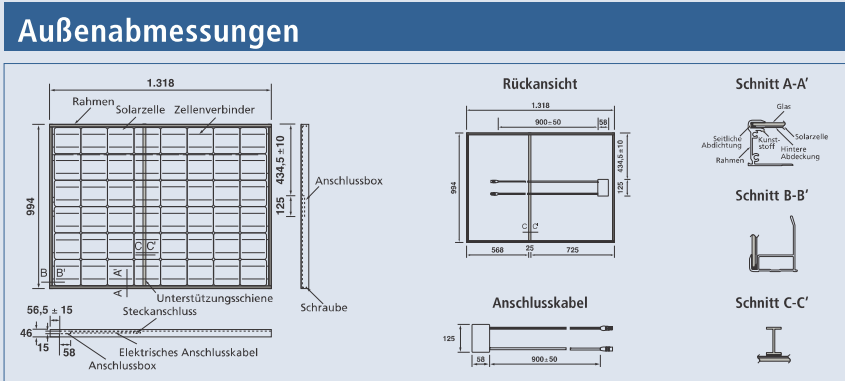 Außenabmessungen
1.318
Rahmen
Solarzelle
Zellenverbinder
994
434,5 ±10
125
Anschlussbox
C C'
B B'
A'
A
Unterstützungsschiene
Schraube
56,5 ± 15
Steckanschluss
46
15
58
Elektrisches Anschlusskabel
Anschlussbox
Rückansicht
1.318
900±50
58
994
434,5 ±10
125
C C'
568
25
725
Anschlusskabel
125
58
900±50
Schnitt A-A'
Glas
Seitliche
Abdichtung
Kunst-
stoff
Solarzelle
Hintere
Abdeckung
Rahmen
Schnitt B-B'
Schnitt C-C'